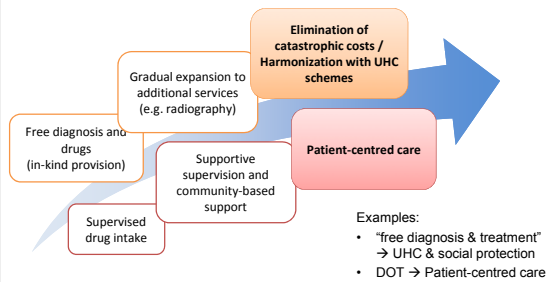 Elimination of
catastrophic costs /
Harmonization with UHC
schemes
Gradual expansion to
additional services
(e.g. radiography)
Free diagnosis and
drugs
(in-kind provision)
Patient-centred care
Supportive
supervision and
community-based
support
Supervised
drug intake
Examples:
• “free diagnosis & treatment”
→ UHC & social protection
• DOT → Patient-centred care